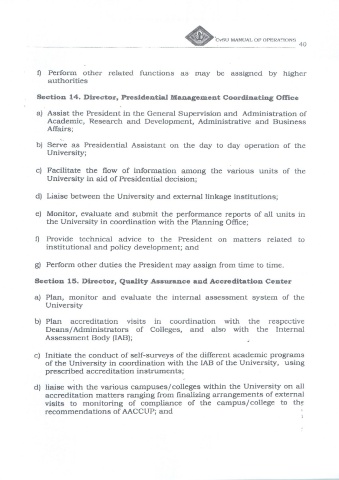 CvSU MANUAL OF OPERATIONS
40
f) Perform other related functions as may be assigned by higher
authorities
Section 14. Director, Presidential Management Coordinating Office
a) Assist the President in the General Supervision and Administration of
Academic, Research and Development, Administrative and Business
Affairs;
b) Serve as Presidential Assistant on the day to day operation of the
University;
c) Facilitate the flow of information among the various units of the
University in aid of Presidential decision;
d) Liaise between the University and external linkage institutions;
e) Monitor, evaluate and submit the performance reports of all units in
the University in coordination with the Planning Office;
f) Provide technical advice to the President on matters related to
institutional and policy development; and
g) Perform other duties the President may assign from time to time.
Section 15. Director, Quality Assurance and Accreditation Center
a) Plan, monitor and evaluate the internal assessment system of the
University
b) Plan accreditation visits in coordination with the respective
Deans/Administrators of Colleges, and also with the Internal
Assessment Body (IAB);
c) Initiate the conduct of self-surveys of the different academic programs
of the University in coordination with the IAB of the University, using
prescribed accreditation instruments;
d) liaise with the various campuses/colleges within the University on all
accreditation matters ranging from finalizing arrangements of external
visits to monitoring of compliance of the campus/college to the
recommendations of AACCUP; and